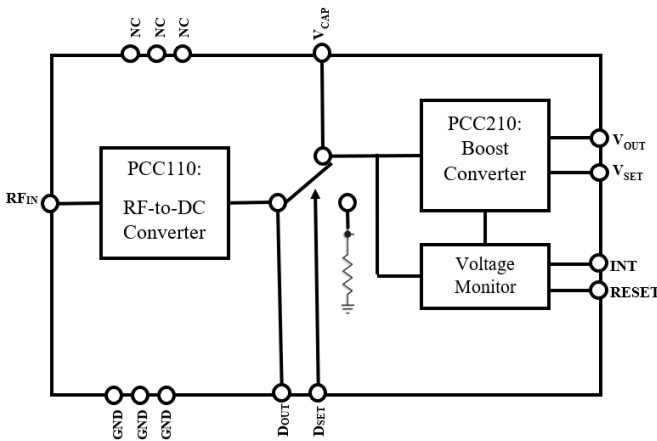 NC
NC
NC
VCAP
PCC110:
RF-to-DC
Converter
PCC210:
Boost
Converter
Voltage
Monitor
RFIN
VOUT
VSET
INT
RESET
GND
GND
GND
DOUT
DSET